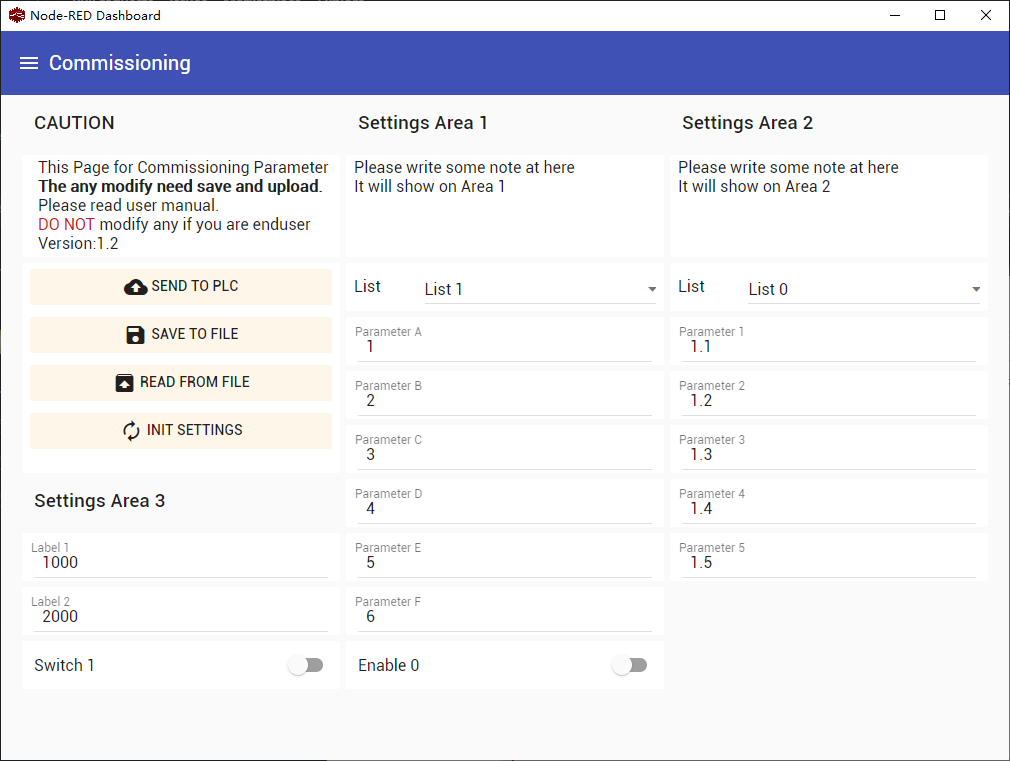 Node-RED Dashboard
Commissioning
CAUTION
This Page for Commissioning Parameter
The any modify need save and upload.
Please read user manual.
DO NOT modify any if you are enduser
Version:1.2
SEND TO PLC
SAVE TO FILE
READ FROM FILE
INIT SETTINGS
Settings Area 3
Label 1
1000
Label 2
2000
Switch 1
Settings Area 1
Please write some note at here
It will show on Area 1
List List 1
Parameter A
1
Parameter B
2
Parameter C
3
Parameter D
4
Parameter E
5
Parameter F
6
Enable 0
Settings Area 2
Please write some note at here
It will show on Area 2
List List 0
Parameter 1
1.1
Parameter 2
1.2
Parameter 3
1.3
Parameter 4
1.4
Parameter 5
1.5